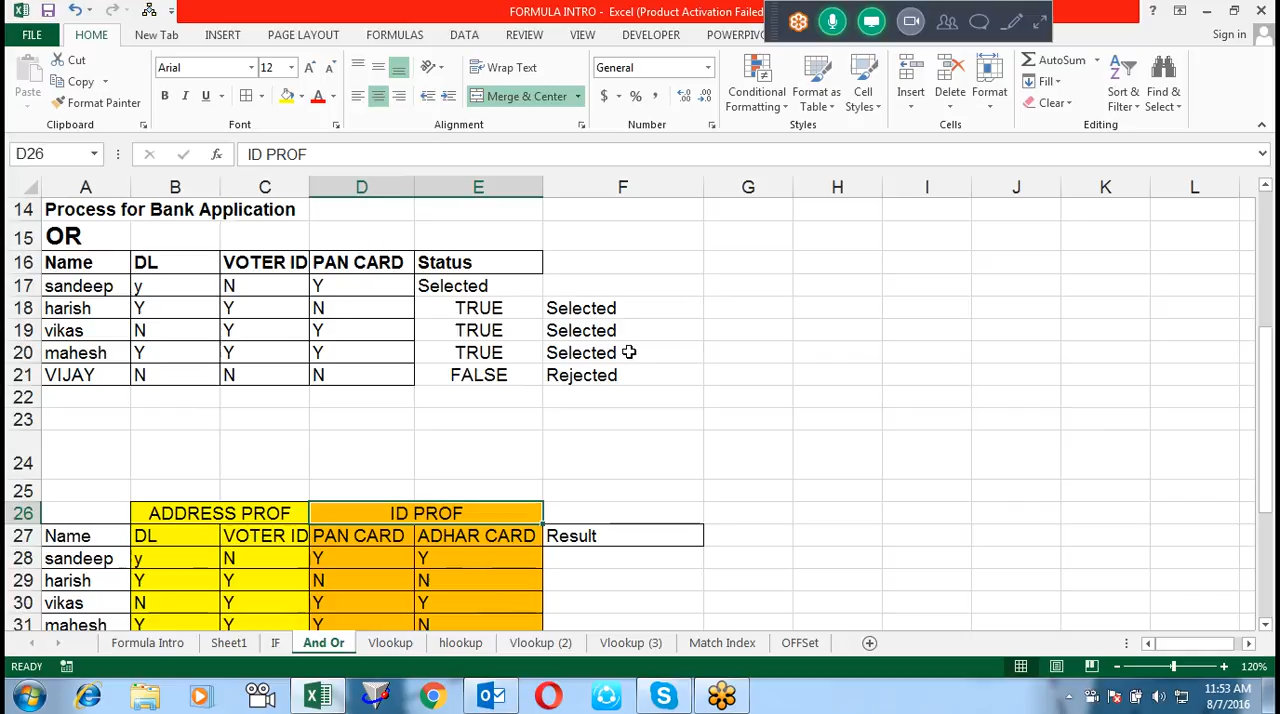 FORMULA INTRO - Excel (Product Activation Failed
?
FILE HOME New Tab INSERT PAGE LAYOUT FORMULAS DATA REVIEW VIEW DEVELOPER POWERPIV Sign in
Paste Cut Copy Format Painter
Clipboard
Arial 12
B I U
Font
Wrap Text
Merge & Center
Alignment
General
$ % ,
Number
Conditional Formatting Format as Table Cell Styles
Styles
Insert Delete Format
Cells
AutoSum Fill Clear Sort & Filter Find & Select
Editing
D26 fx ID PROF
A B C D E F G H I J K L
14 Process for Bank Application
15 OR
16 Name DL VOTER ID PAN CARD Status
17 sandeep y N Y Selected
18 harish Y Y N TRUE Selected
19 vikas N Y Y TRUE Selected
20 mahesh Y Y Y TRUE Selected
21 VIJAY N N N FALSE Rejected
22
23
24
25
26 ADDRESS PROF ID PROF
27 Name DL VOTER ID PAN CARD ADHAR CARD Result
28 sandeep y N Y Y
29 harish Y Y N N
30 vikas N Y Y Y
31 mahesh Y Y Y N
Formula Intro Sheet1 IF And Or Vlookup hlookup Vlookup (2) Vlookup (3) Match Index OFFSet
READY 120%
11:53 AM
8/7/2016